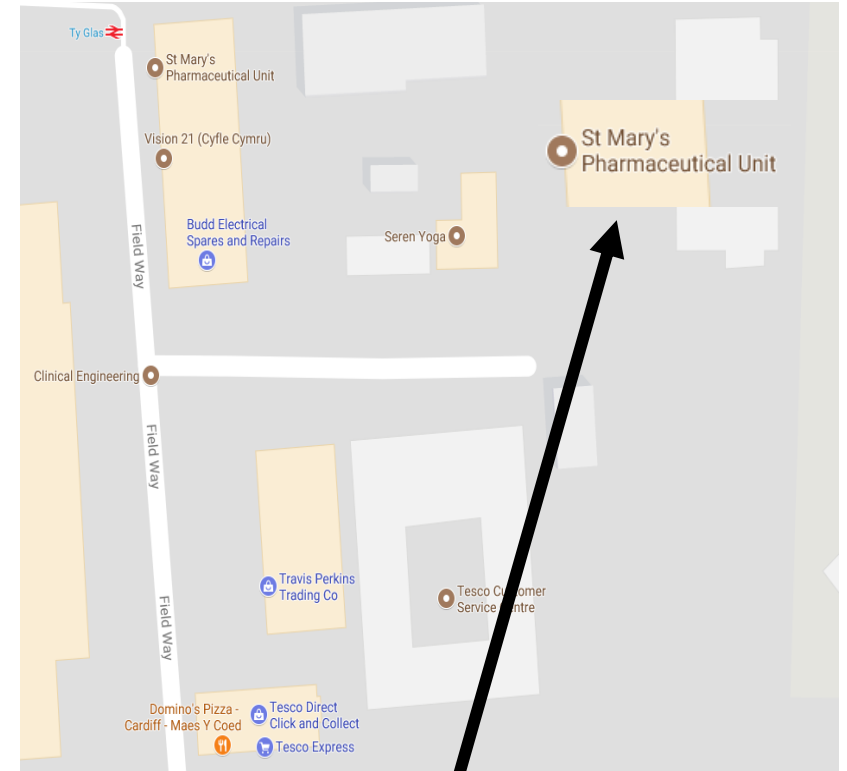 Ty Glas
St Mary's
Pharmaceutical Unit
Vision 21 (Cyfle Cymru)
St Mary's
Pharmaceutical Unit
Budd Electrical
Spares and Repairs
Seren Yoga
Field Way
Clinical Engineering
Field Way
Travis Perkins
Trading Co
Tesco Customer
Service Centre
Field Way
Domino's Pizza -
Cardiff - Maes Y Coed
Tesco Direct
Click and Collect
Tesco Express